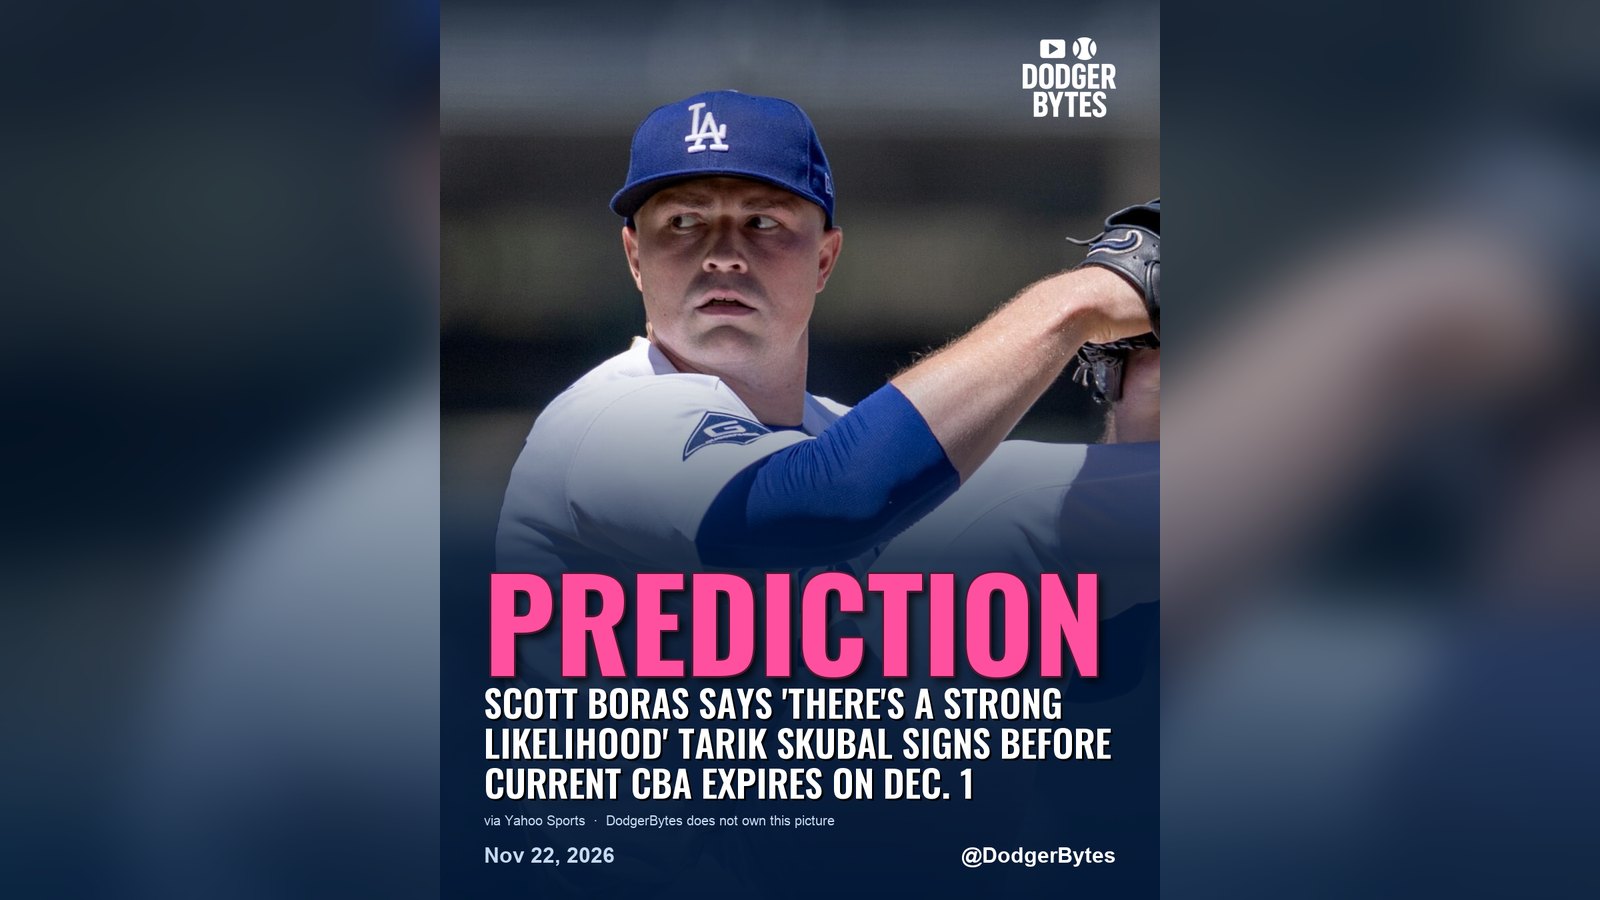 LA
DODGER
BYTES
PREDICTION
SCOTT BORAS SAYS 'THERE'S A STRONG
LIKELIHOOD' TARIK SKUBAL SIGNS BEFORE
CURRENT CBA EXPIRES ON DEC. 1
via Yahoo Sports · DodgerBytes does not own this picture
Nov 22, 2026
@DodgerBytes